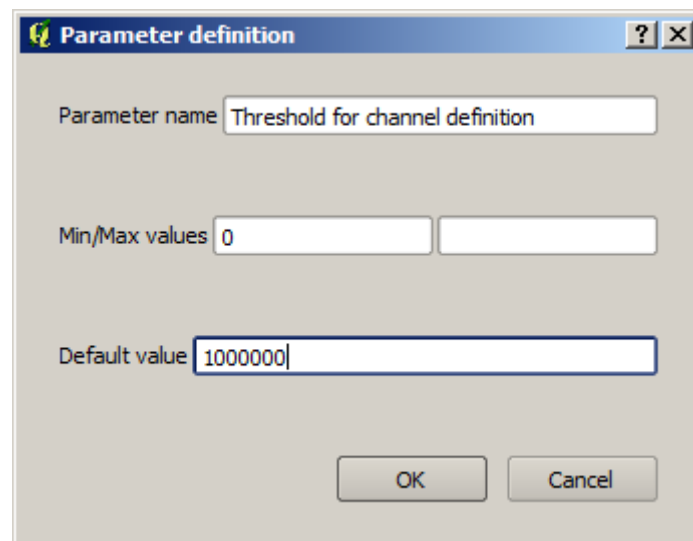 Parameter definition
Parameter name Threshold for channel definition
Min/Max values 0
Default value 1000000
OK Cancel